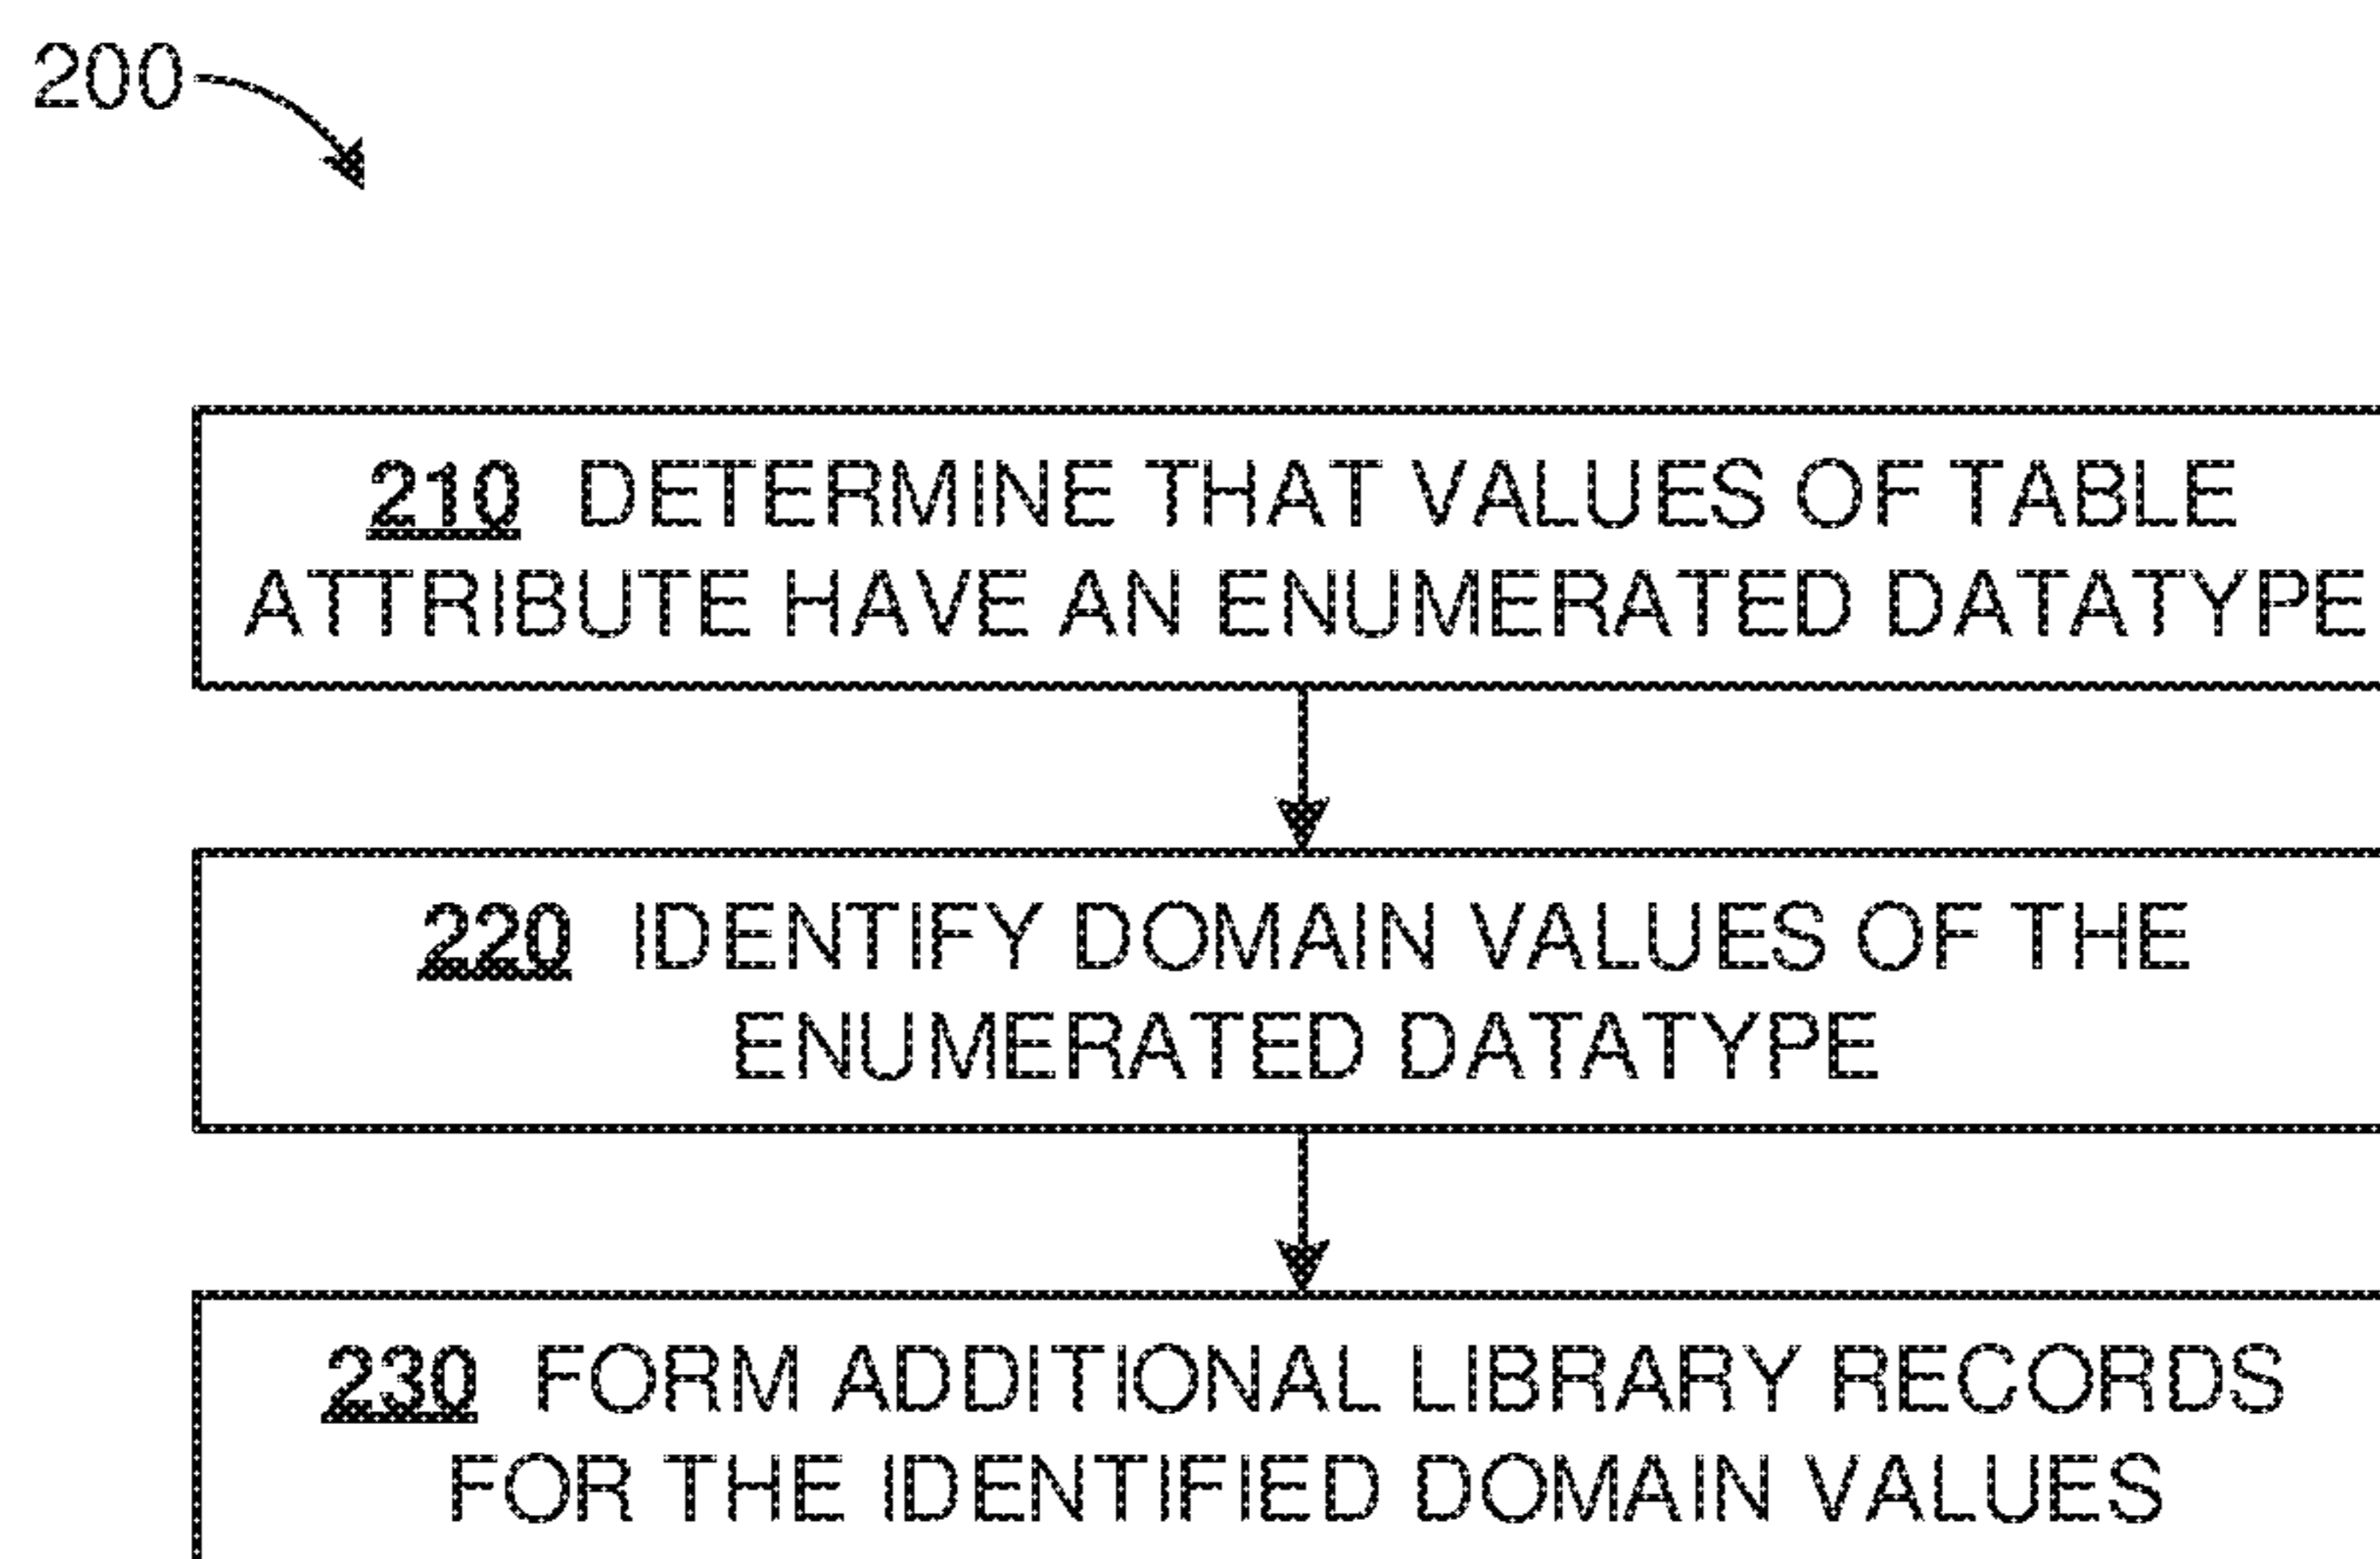 200
210 DETERMINE THAT VALUES OF TABLE
ATTRIBUTE HAVE AN ENUMERATED DATATYPE
220 IDENTIFY DOMAIN VALUES OF THE
ENUMERATED DATATYPE
230 FORM ADDITIONAL LIBRARY RECORDS
FOR THE IDENTIFIED DOMAIN VALUES